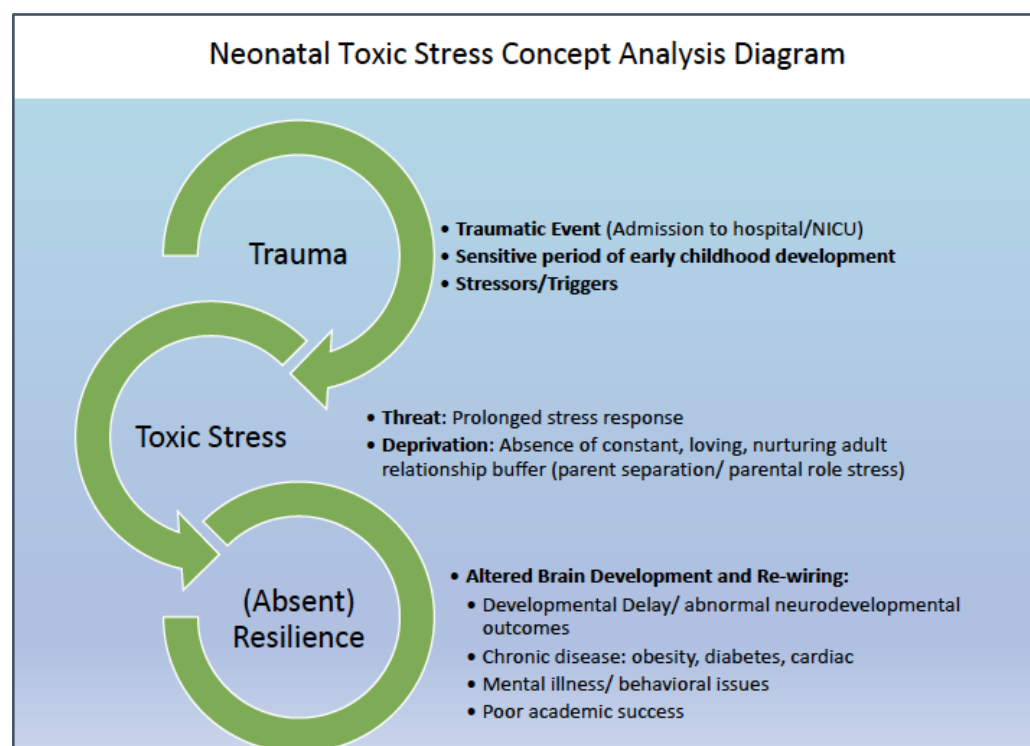 Neonatal Toxic Stress Concept Analysis Diagram
Trauma
• Traumatic Event (Admission to hospital/NICU)
• Sensitive period of early childhood development
• Stressors/Triggers
Toxic Stress
• Threat: Prolonged stress response
• Deprivation: Absence of constant, loving, nurturing adult
relationship buffer (parent separation/ parental role stress)
(Absent)
Resilience
• Altered Brain Development and Re-wiring:
• Developmental Delay/ abnormal neurodevelopmental
outcomes
• Chronic disease: obesity, diabetes, cardiac
• Mental illness/ behavioral issues
• Poor academic success